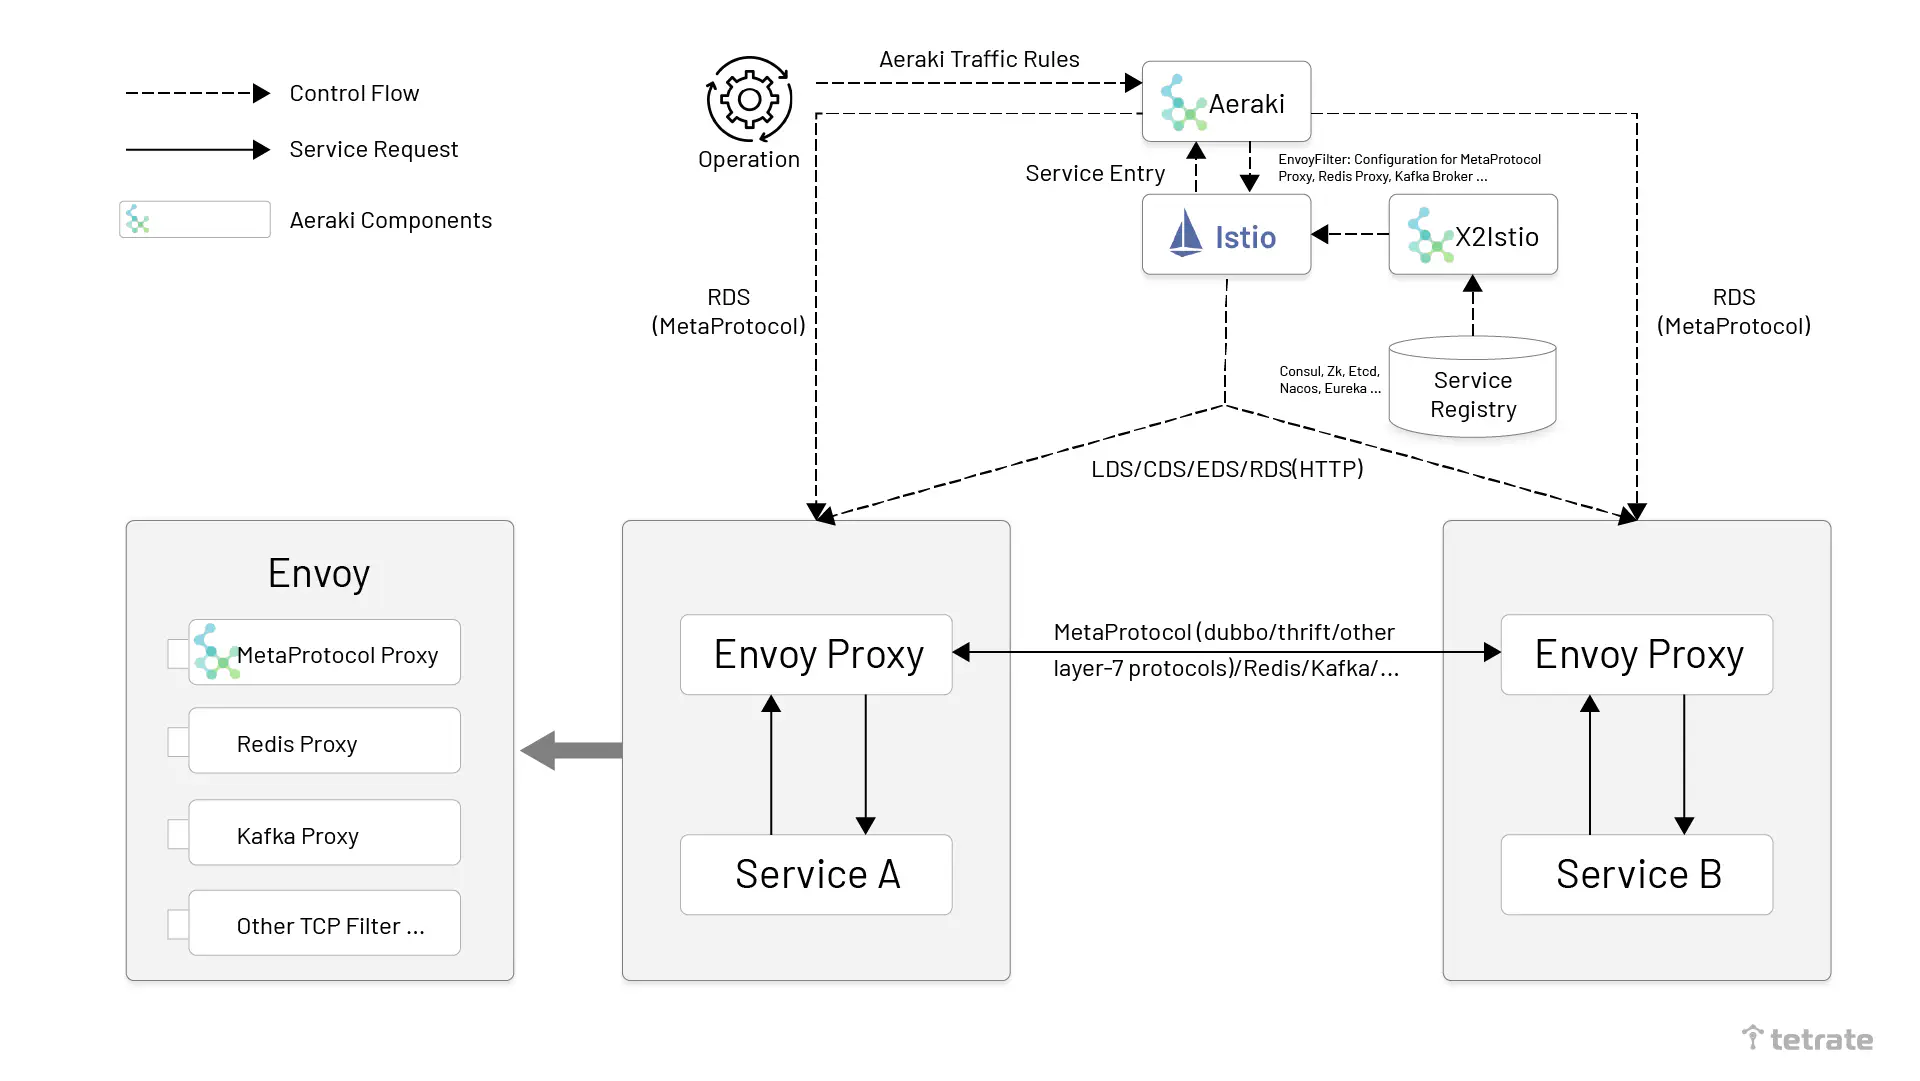 Control Flow
Service Request
Aeraki Components
Operation
Aeraki Traffic Rules
Aeraki
Service Entry
EnvoyFilter: Configuration for MetaProtocol
Proxy, Redis Proxy, Kafka Broker ...
Istio
X2Istio
RDS
(MetaProtocol)
RDS
(MetaProtocol)
Consul, Zk, Etcd,
Nacos, Eureka ...
Service
Registry
LDS/CDS/EDS/RDS(HTTP)
Envoy
MetaProtocol Proxy
Redis Proxy
Kafka Proxy
Other TCP Filter ...
Envoy Proxy
Service A
MetaProtocol (dubbo/thrift/other
layer-7 protocols)/Redis/Kafka/...
Envoy Proxy
Service B
tetrate